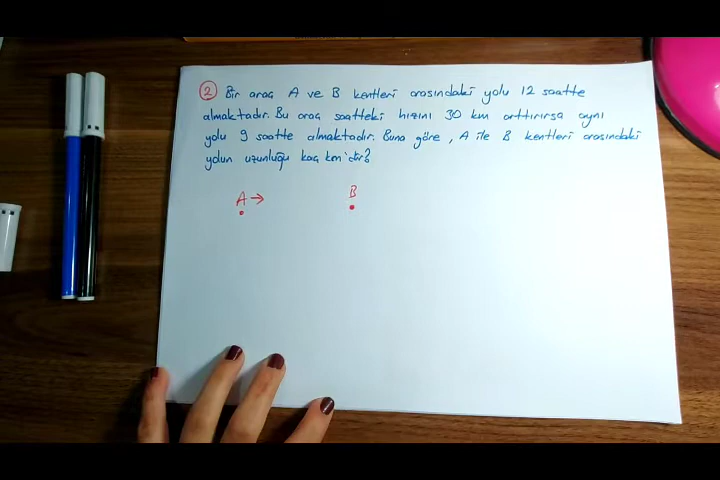 2 Bir araç A ve B kentleri arasındaki yolu 12 saatte
almaktadır. Bu araç saatteki hızını 30 km arttırırsa aynı
yolu 9 saatte almaktadır. Buna göre, A ile B kentleri arasındaki
yolun uzunluğu kaç km'dir?
A → B